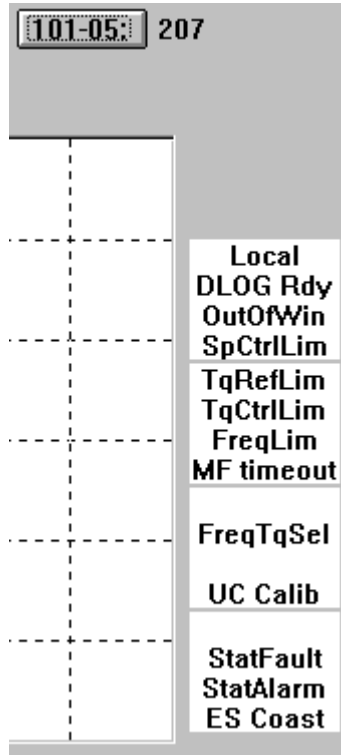 101-05: 207
Local
DLOG Rdy
OutOfWin
SpCtrlLim
TqRefLim
TqCtrlLim
FreqLim
MF timeout
FreqTqSel
UC Calib
StatFault
StatAlarm
ES Coast